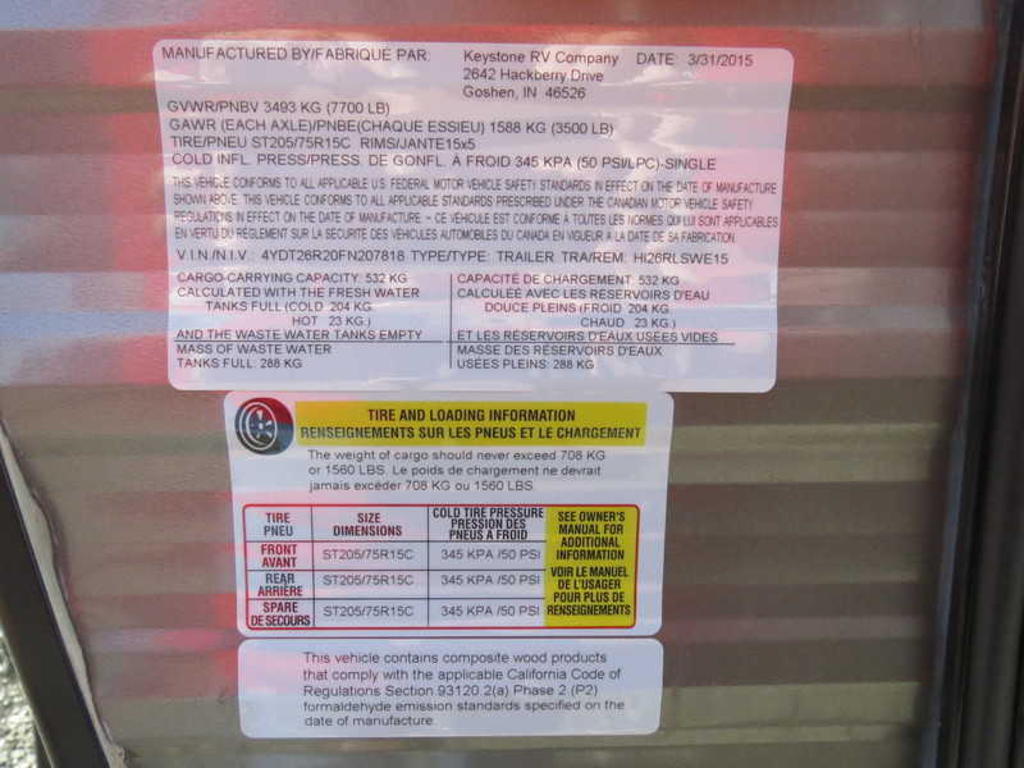 MANUFACTURED BY/FABRIQUÉ PAR: Keystone RV Company DATE: 3/31/2015
2642 Hackberry Drive
Goshen, IN 46526
GVWR/PNBV 3493 KG (7700 LB)
GAWR (EACH AXLE)/PNBE(CHAQUE ESSIEU) 1588 KG (3500 LB)
TIRE/PNEU ST205/75R15C RIMS/JANTE15x5
COLD INFL. PRESS/PRESS. DE GONFL. À FROID 345 KPA (50 PSI/LPC)-SINGLE
THIS VEHICLE CONFORMS TO ALL APPLICABLE U.S. FEDERAL MOTOR VEHICLE SAFETY STANDARDS IN EFFECT ON THE DATE OF MANUFACTURE
SHOWN ABOVE. THIS VEHICLE CONFORMS TO ALL APPLICABLE STANDARDS PRESCRIBED UNDER THE CANADIAN MOTOR VEHICLE SAFETY
REGULATIONS IN EFFECT ON THE DATE OF MANUFACTURE. - CE VÉHICULE EST CONFORME À TOUTES LES NORMES QUI LUI SONT APPLICABLES
EN VERTU DU RÈGLEMENT SUR LA SÉCURITÉ DES VÉHICULES AUTOMOBILES DU CANADA EN VIGUEUR À LA DATE DE SA FABRICATION.
V.I.N./N.I.V.: 4YDT26R20FN207818 TYPE/TYPE: TRAILER TRA/REM: HI26RLSWE15
CARGO-CARRYING CAPACITY: 532 KG
CALCULATED WITH THE FRESH WATER
TANKS FULL (COLD 204 KG.
HOT 23 KG.)
AND THE WASTE WATER TANKS EMPTY
MASS OF WASTE WATER
TANKS FULL: 288 KG
CAPACITÉ DE CHARGEMENT: 532 KG
CALCULÉE AVEC LES RÉSERVOIRS D'EAU
DOUCE PLEINS (FROID 204 KG.
CHAUD 23 KG.)
ET LES RÉSERVOIRS D'EAUX USÉES VIDES
MASSE DES RÉSERVOIRS D'EAUX
USÉES PLEINS: 288 KG
TIRE AND LOADING INFORMATION
RENSEIGNEMENTS SUR LES PNEUS ET LE CHARGEMENT
The weight of cargo should never exceed 708 KG
or 1560 LBS. Le poids de chargement ne devrait
jamais excéder 708 KG ou 1560 LBS.
TIRE
PNEU
SIZE
DIMENSIONS
COLD TIRE PRESSURE
PRESSION DES
PNEUS A FROID
FRONT
AVANT
ST205/75R15C 345 KPA /50 PSI
REAR
ARRIÈRE
ST205/75R15C 345 KPA /50 PSI
SPARE
DE SECOURS
ST205/75R15C 345 KPA /50 PSI
SEE OWNER'S
MANUAL FOR
ADDITIONAL
INFORMATION
VOIR LE MANUEL
DE L'USAGER
POUR PLUS DE
RENSEIGNEMENTS
This vehicle contains composite wood products
that comply with the applicable California Code of
Regulations Section 93120.2(a) Phase 2 (P2)
formaldehyde emission standards specified on the
date of manufacture.